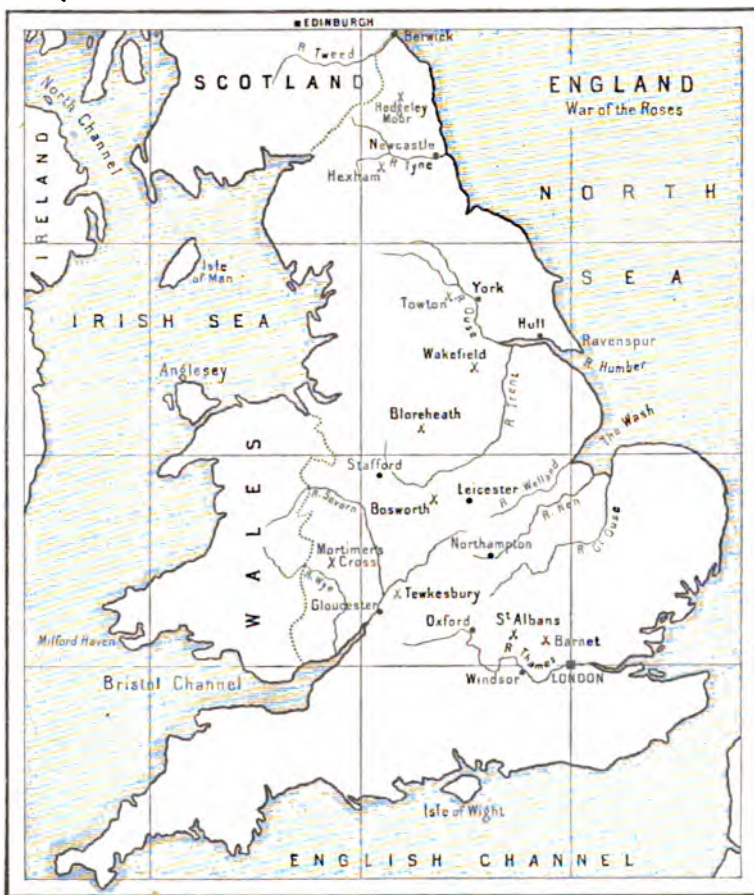 EDINBURGH
Berwick
R. Tweed
SCOTLAND
ENGLAND
War of the Roses
North Channel
Hedgeley
Moor
IRELAND
Newcastle
R. Tyne
Hexham
NORTH
SEA
Isle
of Man
York
Towton
R. Ouse
Hull
IRISH SEA
Ravenspur
Wakefield
R. Humber
Anglesey
R. Trent
Bloreheath
The Wash
WALES
Stafford
R. Severn
Bosworth
Leicester
R. Welland
R. Nen
Northampton
R. Gt Ouse
Mortimers
Cross
R. Wye
Tewkesbury
Gloucester
Oxford
St Albans
Barnet
Milford Haven
R. Thames
Windsor
LONDON
Bristol Channel
Isle of Wight
ENGLISH CHANNEL